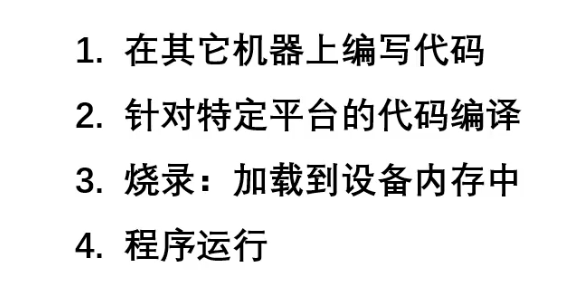 1. 在其它机器上编写代码
2. 针对特定平台的代码编译
3. 烧录：加载到设备内存中
4. 程序运行